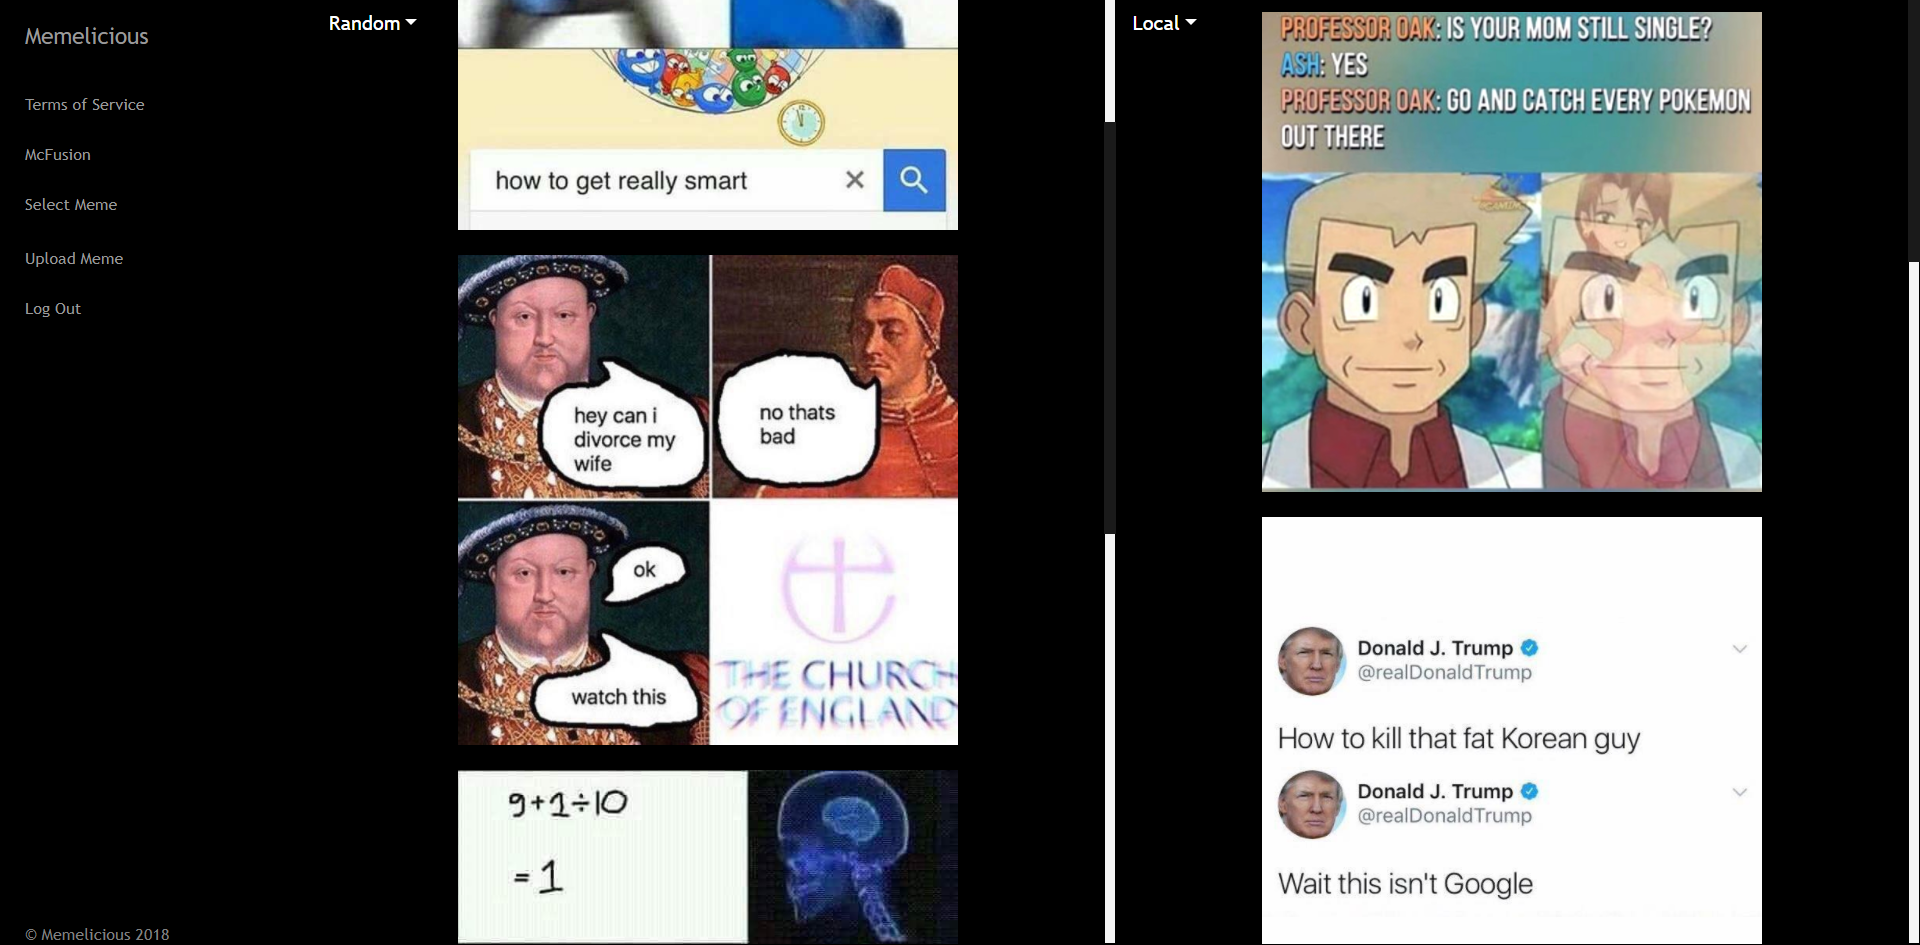 Memelicious
Terms of Service
McFusion
Select Meme
Upload Meme
Log Out
© Memelicious 2018
Random
how to get really smart
hey can i
divorce my
wife
no thats
bad
ok
watch this
THE CHURCH
OF ENGLAND
9+1÷10
=1
Local
PROFESSOR OAK: IS YOUR MOM STILL SINGLE?
ASH: YES
PROFESSOR OAK: GO AND CATCH EVERY POKEMON
OUT THERE
Donald J. Trump
@realDonaldTrump
How to kill that fat Korean guy
Donald J. Trump
@realDonaldTrump
Wait this isn't Google